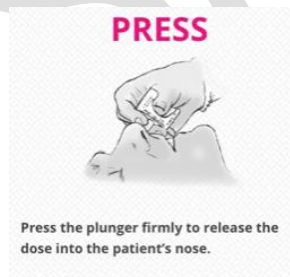 PRESS
Press the plunger firmly to release the
dose into the patient's nose.